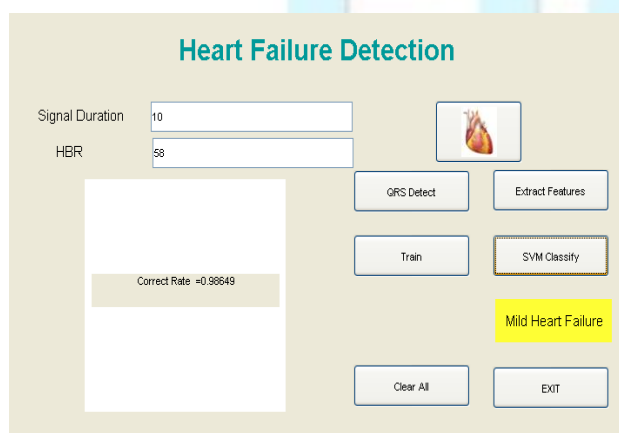 Heart Failure Detection
Signal Duration 10
HBR 58
QRS Detect Extract Features
Train SVM Classify
Correct Rate =0.98649
Mild Heart Failure
Clear All EXIT